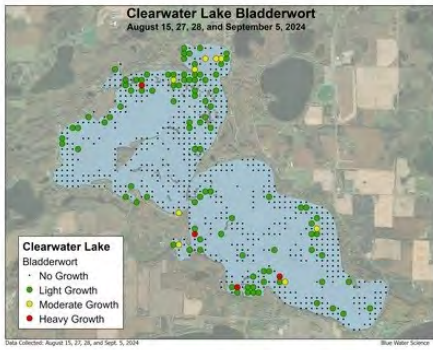 Clearwater Lake Bladderwort
August 15, 27, 28, and September 5, 2024
Clearwater Lake
Bladderwort
No Growth
Light Growth
Moderate Growth
Heavy Growth
Data Collected: August 15, 27, 28, and Sept. 5, 2024
Blue Water Science